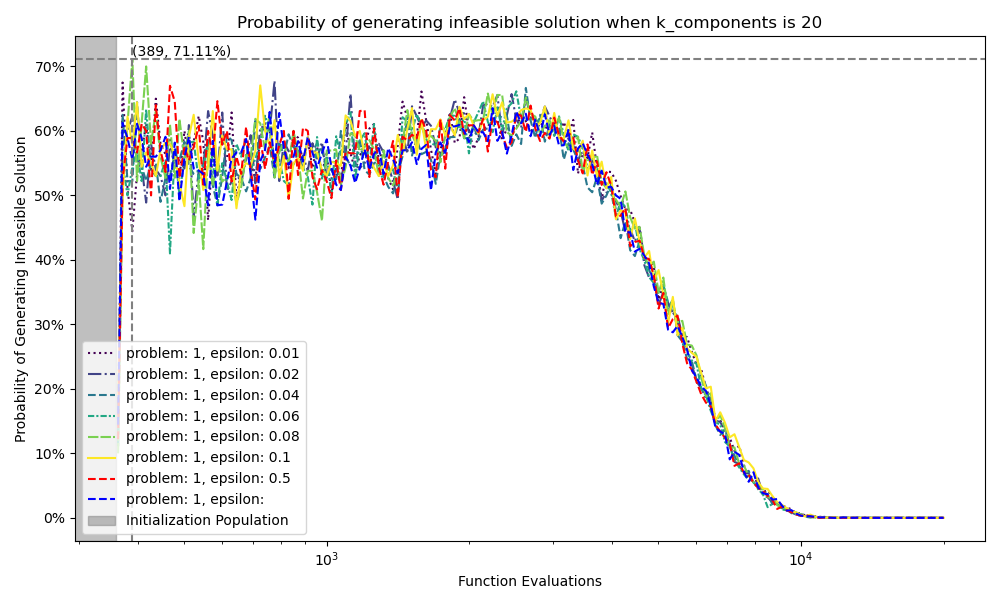 Probability of generating infeasible solution when k_components is 20
(389, 71.11%)
70%
60%
50%
40%
30%
20%
10%
0%
Probability of Generating Infeasible Solution
problem: 1, epsilon: 0.01
problem: 1, epsilon: 0.02
problem: 1, epsilon: 0.04
problem: 1, epsilon: 0.06
problem: 1, epsilon: 0.08
problem: 1, epsilon: 0.1
problem: 1, epsilon: 0.5
problem: 1, epsilon:
Initialization Population
10³ 10⁴
Function Evaluations